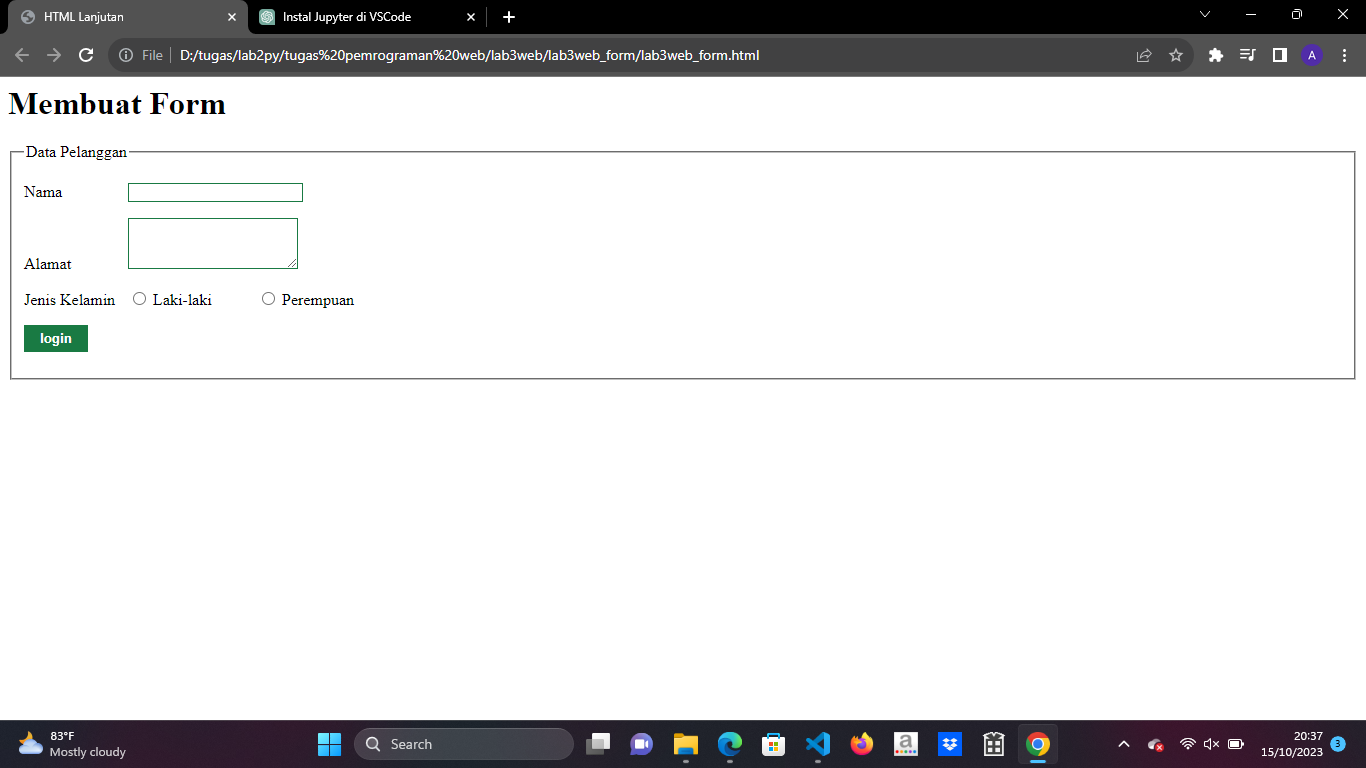 HTML Lanjutan
Instal Jupyter di VSCode
File
D:/tugas/lab2py/tugas%20pemrograman%20web/lab3web/lab3web_form/lab3web_form.html
A
Membuat Form
Data Pelanggan
Nama
Alamat
Jenis Kelamin Laki-laki Perempuan
login
83°F
Mostly cloudy
Search
a
20:37
15/10/2023
3